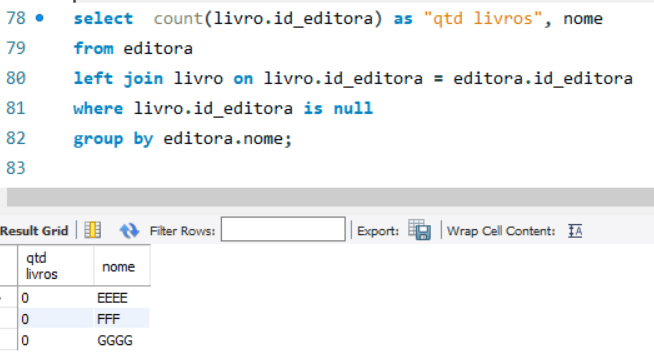 78 select count(livro.id_editora) as "qtd livros", nome
79 from editora
80 left join livro on livro.id_editora = editora.id_editora
81 where livro.id_editora is null
82 group by editora.nome;
83
Result Grid Filter Rows: Export: Wrap Cell Content: IA
qtd livros nome
0 EEEE
0 FFF
0 GGGG